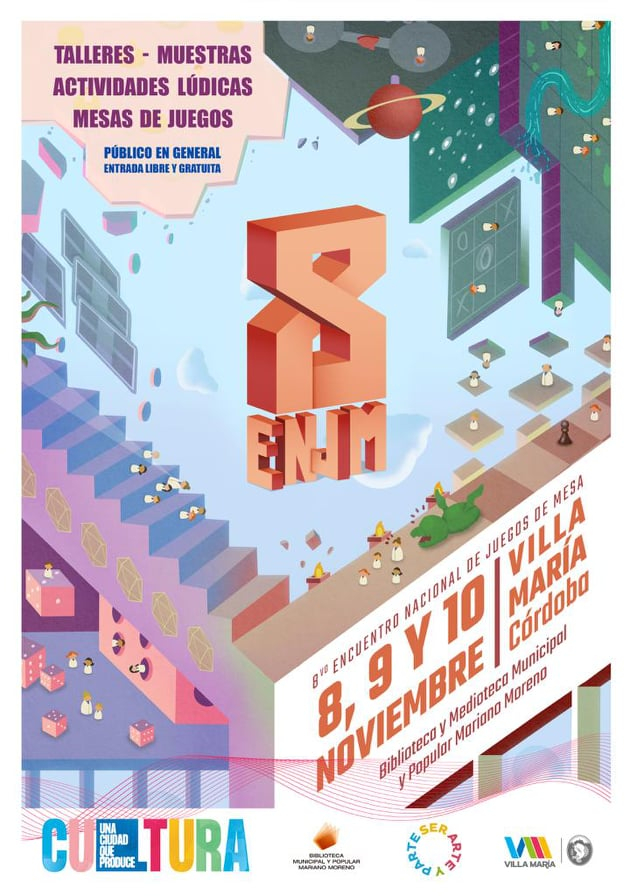 TALLERES - MUESTRAS
ACTIVIDADES LÚDICAS
MESAS DE JUEGOS
PÚBLICO EN GENERAL
ENTRADA LIBRE Y GRATUITA
8
ENJM
8vo ENCUENTRO NACIONAL DE JUEGOS DE MESA
8, 9 Y 10
NOVIEMBRE
VILLA
MARÍA
Córdoba
Biblioteca y Medioteca Municipal
y Popular Mariano Moreno
CULTURA
UNA
CIUDAD
QUE
PRODUCE
BIBLIOTECA
MUNICIPAL Y POPULAR
MARIANO MORENO
SER ARTE Y PARTE
VILLA MARÍA